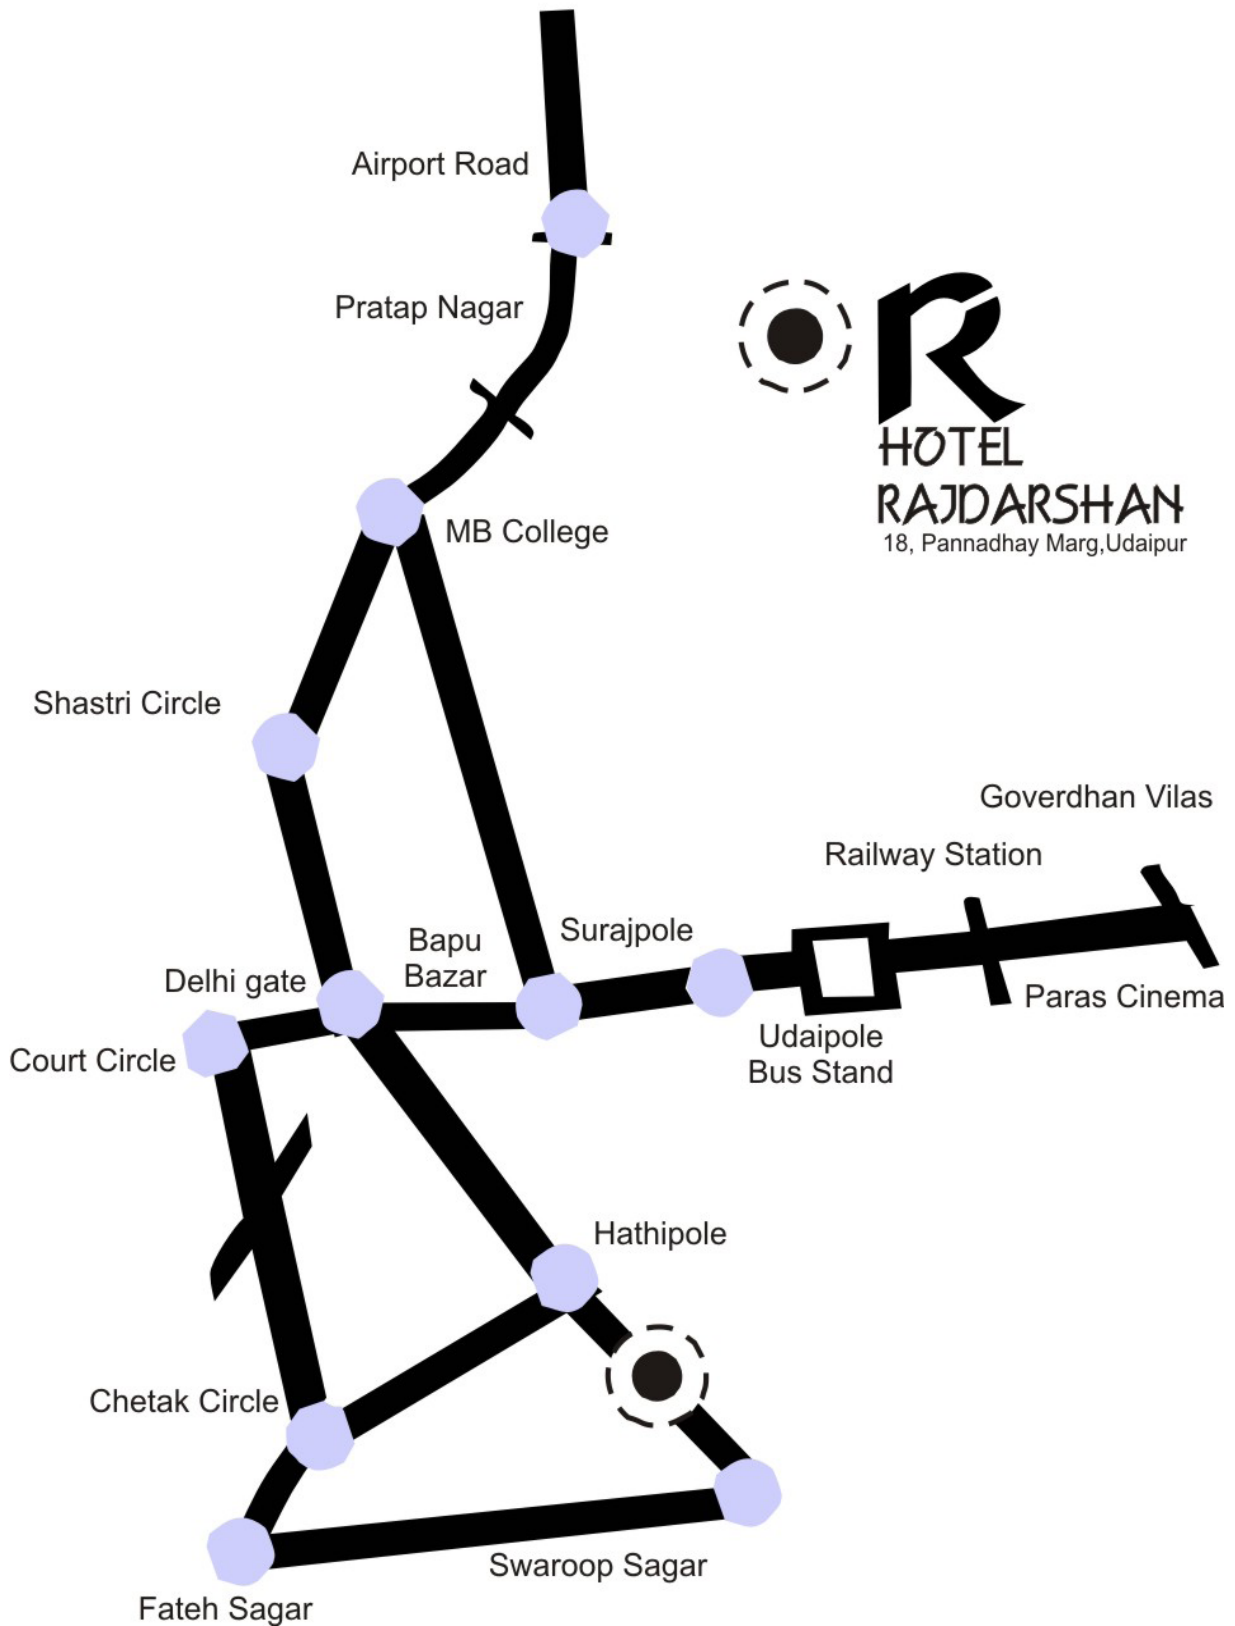 Airport Road
Pratap Nagar
R
HOTEL
RAJDARSHAN
18, Pannadhay Marg,Udaipur
MB College
Shastri Circle
Goverdhan Vilas
Railway Station
Surajpole
Bapu
Bazar
Delhi gate
Paras Cinema
Court Circle
Udaipole
Bus Stand
Hathipole
Chetak Circle
Swaroop Sagar
Fateh Sagar